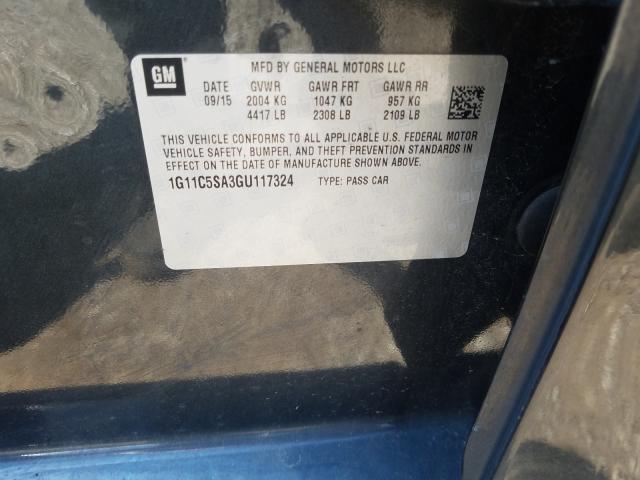 GM
MFD BY GENERAL MOTORS LLC
DATE GVWR GAWR FRT GAWR RR
09/15 2004 KG 1047 KG 957 KG
4417 LB 2308 LB 2109 LB
THIS VEHICLE CONFORMS TO ALL APPLICABLE U.S. FEDERAL MOTOR
VEHICLE SAFETY, BUMPER, AND THEFT PREVENTION STANDARDS IN
EFFECT ON THE DATE OF MANUFACTURE SHOWN ABOVE.
1G11C5SA3GU117324 TYPE: PASS CAR